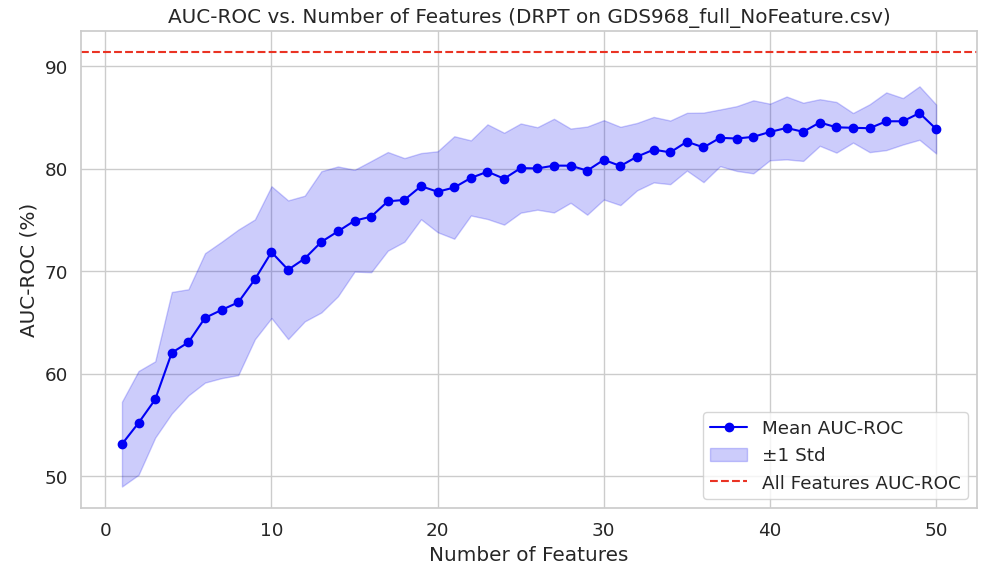 AUC-ROC vs. Number of Features (DRPT on GDS968_full_NoFeature.csv)
AUC-ROC (%)
90
80
70
60
50
0 10 20 30 40 50
Number of Features
Mean AUC-ROC
±1 Std
All Features AUC-ROC